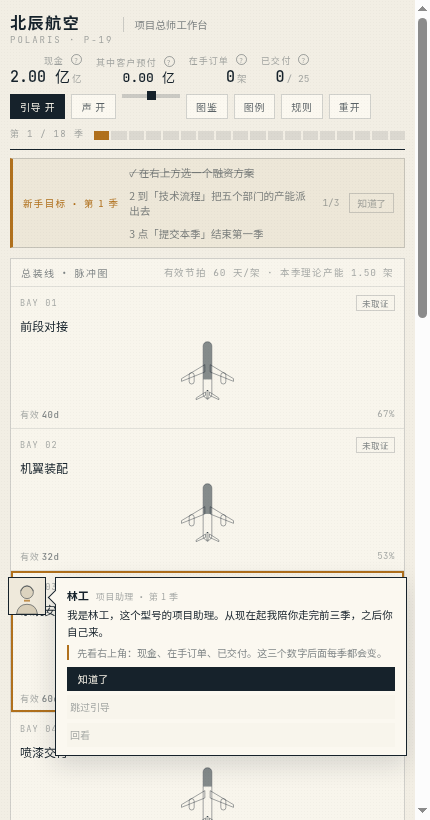 北辰航空
项目总师工作台
POLARIS · P-19
现金 ?
其中客户预付 ?
在手订单 ?
已交付 ?
2.00 亿亿
0.00 亿
0架
0/ 25
引导 开
声 开
图鉴
图例
规则
重开
第 1 / 18 季
新手目标 · 第 1 季
✓ 在右上方选一个融资方案
2 到「技术流程」把五个部门的产能派
出去
3 点「提交本季」结束第一季
1/3
知道了
总装线 · 脉冲图
有效节拍 60 天/架 · 本季理论产能 1.50 架
BAY 01
未取证
前段对接
有效 40d
67%
BAY 02
未取证
机翼装配
有效 32d
53%
林工 项目助理 · 第 1 季
我是林工，这个型号的项目助理。从现在起我陪你走完前三季，之后你
自己来。
先看右上角：现金、在手订单、已交付。这三个数字后面每季都会变。
知道了
跳过引导
回看
有效 60
BAY 04
喷漆交付